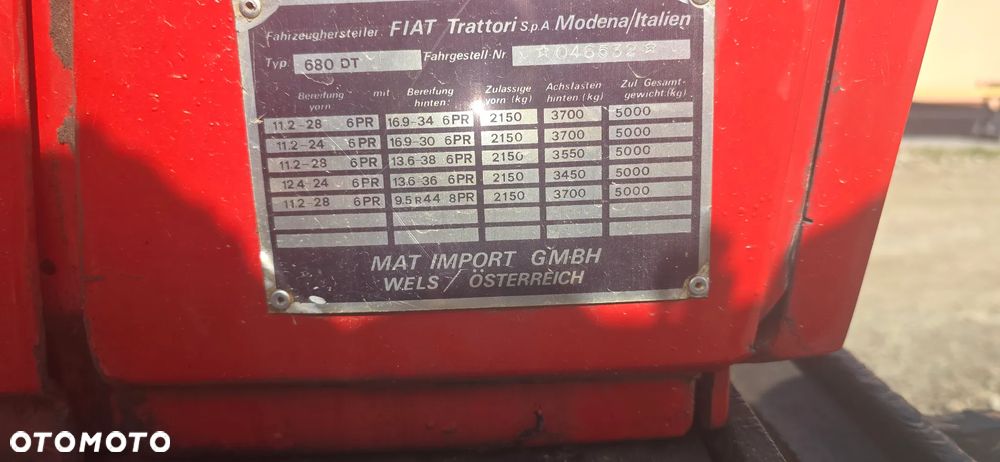 Fahrzeughersteller FIAT Trattori S.p.A. Modena/Italien
Typ. 680 DT Fahrgestell-Nr ☆046632☆
Bereifung vorn: mit Bereifung hinten: Zulässige vorn (kg) Achslasten hinten (kg) Zul Gesamt-gewicht (kg)
11.2-28 6PR 16.9-34 6PR 2150 3700 5000
11.2-24 6PR 16.9-30 6PR 2150 3700 5000
11.2-28 6PR 13.6-38 6PR 2150 3550 5000
12.4-24 6PR 13.6-36 6PR 2150 3450 5000
11.2-28 6PR 9.5R44 8PR 2150 3700 5000
MAT IMPORT GMBH
WELS / ÖSTERREICH
OTOMOTO